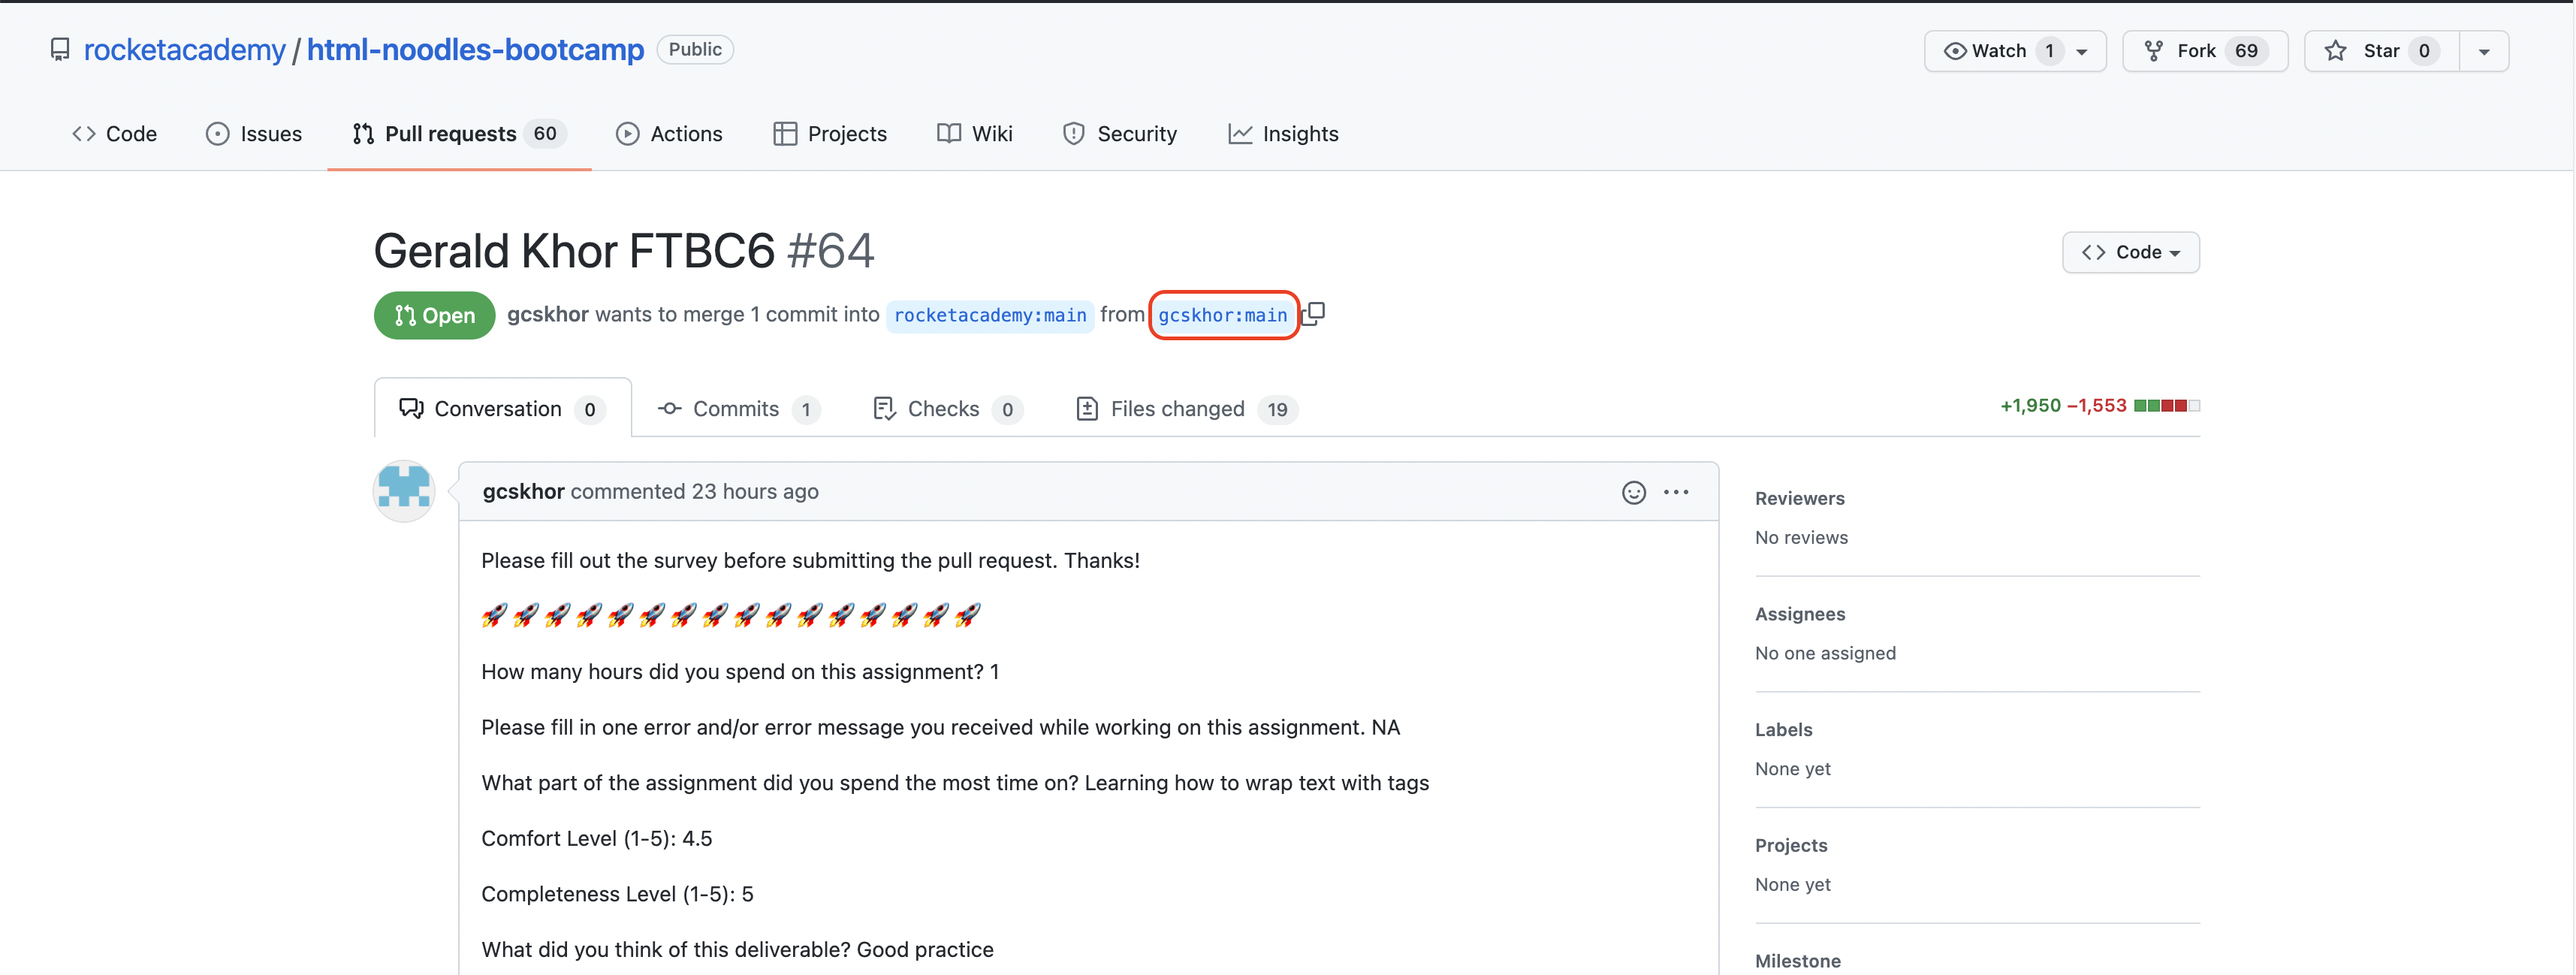 rocketacademy / html-noodles-bootcamp Public
Watch 1 Fork 69 Star 0
Code Issues Pull requests 60 Actions Projects Wiki Security Insights
Gerald Khor FTBC6 #64
Code
Open gcskhor wants to merge 1 commit into rocketacademy:main from gcskhor:main
Conversation 0 Commits 1 Checks 0 Files changed 19
+1,950 −1,553
gcskhor commented 23 hours ago
Please fill out the survey before submitting the pull request. Thanks!
🚀 🚀 🚀 🚀 🚀 🚀 🚀 🚀 🚀 🚀 🚀 🚀 🚀 🚀 🚀 🚀
How many hours did you spend on this assignment? 1
Please fill in one error and/or error message you received while working on this assignment. NA
What part of the assignment did you spend the most time on? Learning how to wrap text with tags
Comfort Level (1-5): 4.5
Completeness Level (1-5): 5
What did you think of this deliverable? Good practice
Reviewers
No reviews
Assignees
No one assigned
Labels
None yet
Projects
None yet
Milestone